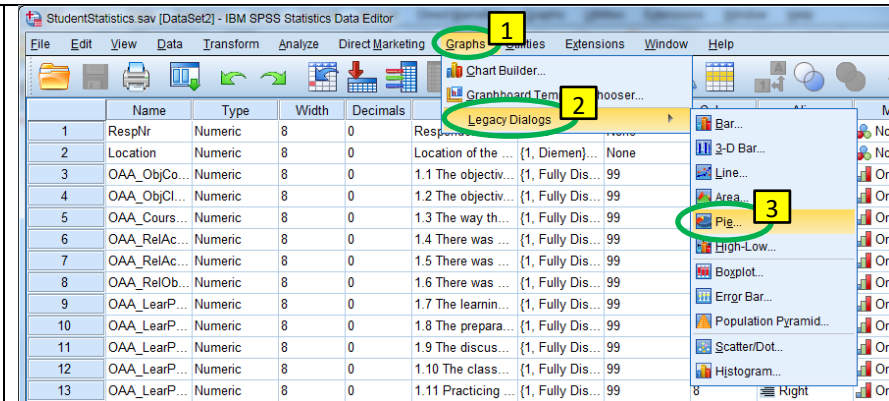 StudentStatistics.sav [DataSet2] - IBM SPSS Statistics Data Editor
1
File Edit View Data Transform Analyze Direct Marketing Graphs Utilities Extensions Window Help
Chart Builder...
Graphboard Template Chooser...
2
Legacy Dialogs
Name Type Width Decimals
1 RespNr Numeric 8 0 None
2 Location Numeric 8 0 Location of the ... {1, Diemen}... None
3 OAA_ObjCo... Numeric 8 0 1.1 The objectiv... {1, Fully Dis... 99
4 OAA_ObjCl... Numeric 8 0 1.2 The objectiv... {1, Fully Dis... 99
5 OAA_Cours... Numeric 8 0 1.3 The way th... {1, Fully Dis... 99
6 OAA_RelAc... Numeric 8 0 1.4 There was ... {1, Fully Dis... 99
7 OAA_RelAc... Numeric 8 0 1.5 There was ... {1, Fully Dis... 99
8 OAA_RelOb... Numeric 8 0 1.6 There was ... {1, Fully Dis... 99
9 OAA_LearP... Numeric 8 0 1.7 The learnin... {1, Fully Dis... 99
10 OAA_LearP... Numeric 8 0 1.8 The prepara... {1, Fully Dis... 99
11 OAA_LearP... Numeric 8 0 1.9 The discus... {1, Fully Dis... 99
12 OAA_LearP... Numeric 8 0 1.10 The class... {1, Fully Dis... 99
13 OAA_LearP... Numeric 8 0 1.11 Practicing ... {1, Fully Dis... 99 8 Right
Bar...
3-D Bar...
Line...
Area...
3
Pie...
High-Low...
Boxplot...
Error Bar...
Population Pyramid...
Scatter/Dot...
Histogram...